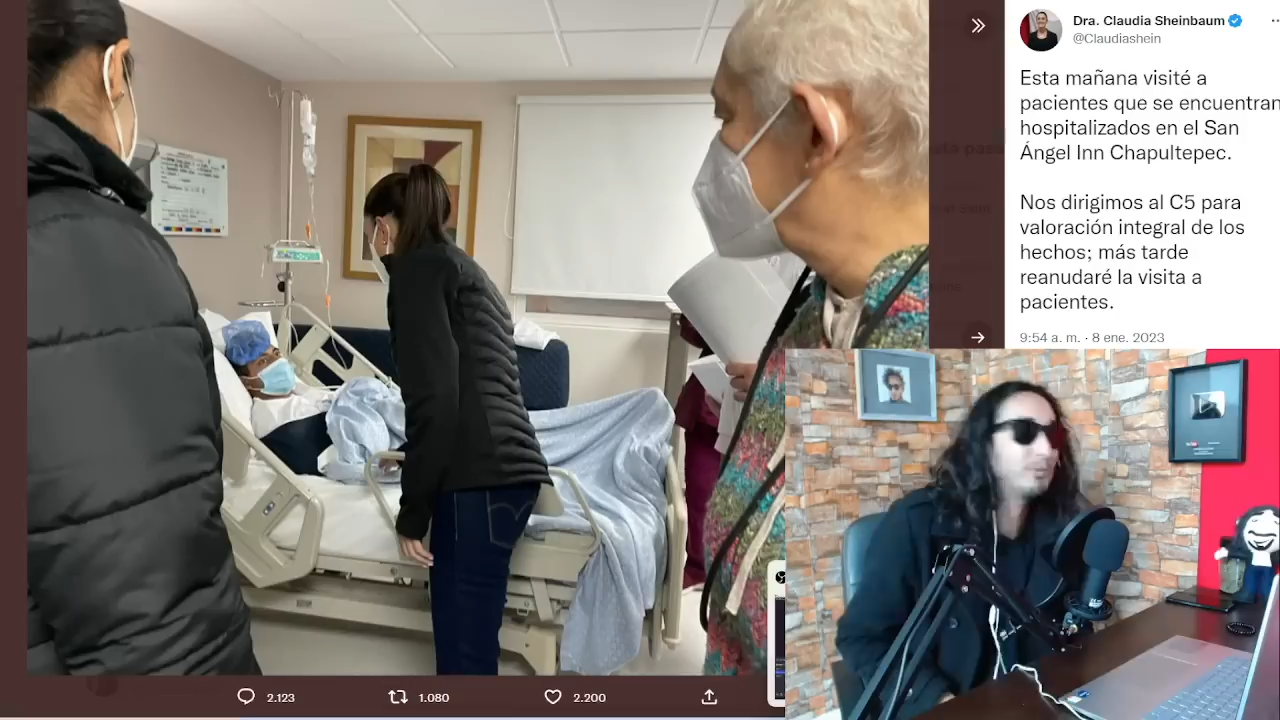 Dra. Claudia Sheinbaum
@Claudiashein
Esta mañana visité a
pacientes que se encuentran
hospitalizados en el San
Ángel Inn Chapultepec.
Nos dirigimos al C5 para
valoración integral de los
hechos; más tarde
reanudaré la visita a
pacientes.
9:54 a. m. · 8 ene. 2023
2.123
1.080
2.200